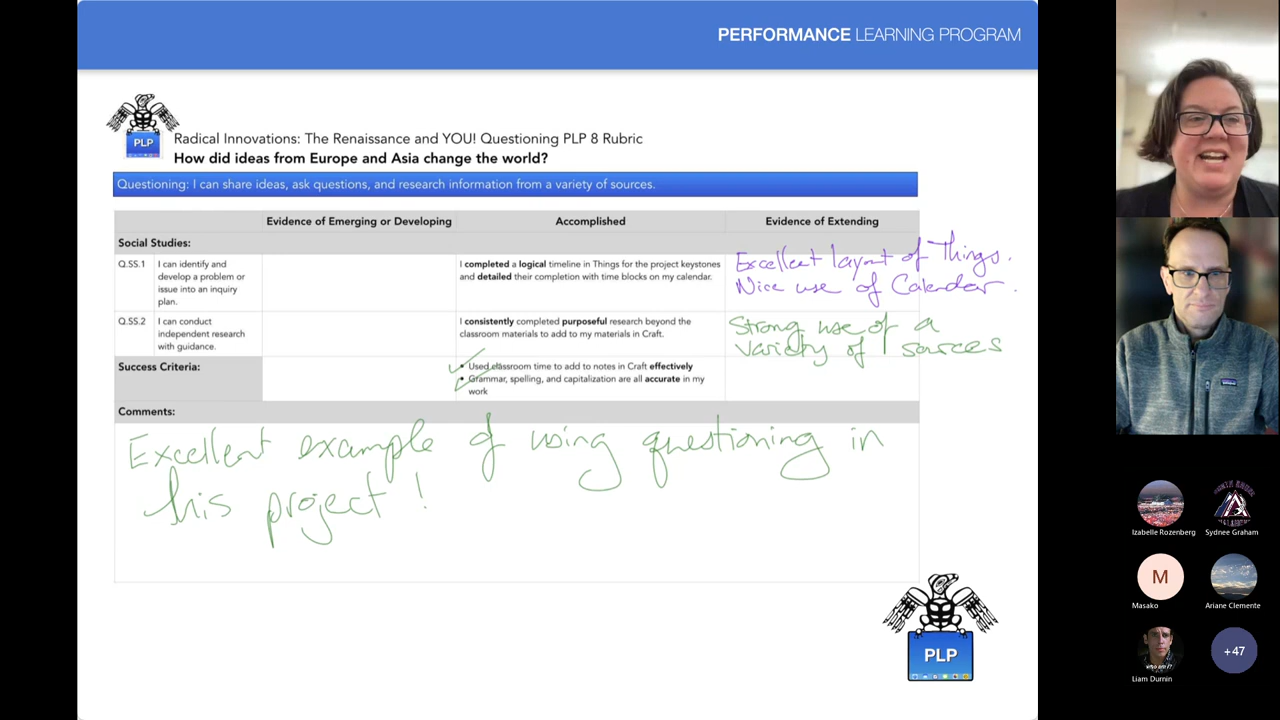 PERFORMANCE LEARNING PROGRAM
PLP
Radical Innovations: The Renaissance and YOU! Questioning PLP 8 Rubric
How did ideas from Europe and Asia change the world?
Questioning: I can share ideas, ask questions, and research information from a variety of sources.
Evidence of Emerging or Developing
Accomplished
Evidence of Extending
Social Studies:
Q.SS.1
I can identify and
develop a problem or
issue into an inquiry
plan.
I completed a logical timeline in Things for the project keystones
and detailed their completion with time blocks on my calendar.
Excellent layout of Things.
Nice use of Calendar.
Q.SS.2
I can conduct
independent research
with guidance.
I consistently completed purposeful research beyond the
classroom materials to add to my materials in Craft.
Strong use of a
variety of sources
Success Criteria:
• Used classroom time to add to notes in Craft effectively
• Grammar, spelling, and capitalization are all accurate in my
work
Comments:
Excellent example of using questioning in
this project!
PLP
Izabelle Rozenberg
Sydnee Graham
M
Masako
Ariane Clemente
Liam Durnin
+47